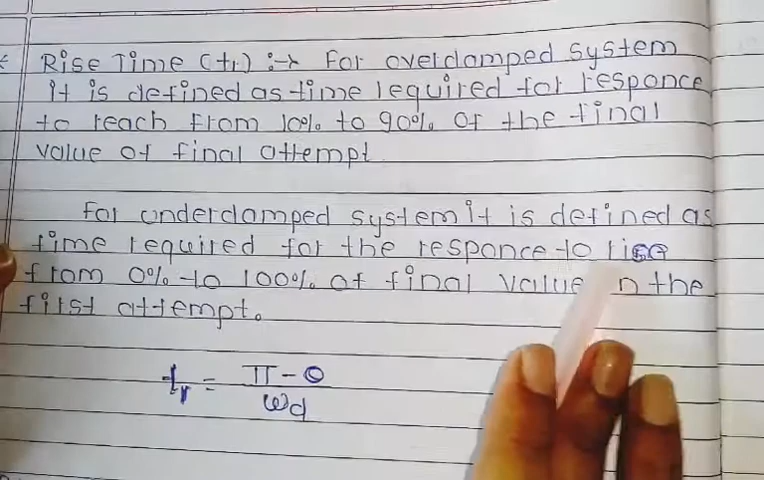 Rise Time (tr) :→ For overdamped system
it is defined as time required for responce
to reach from 10% to 90% of the final
value of final attempt
For underdamped system it is defined as
time required for the responce to rise
from 0% to 100% of final value n the
first attempt.
tr = π - θ
ωd